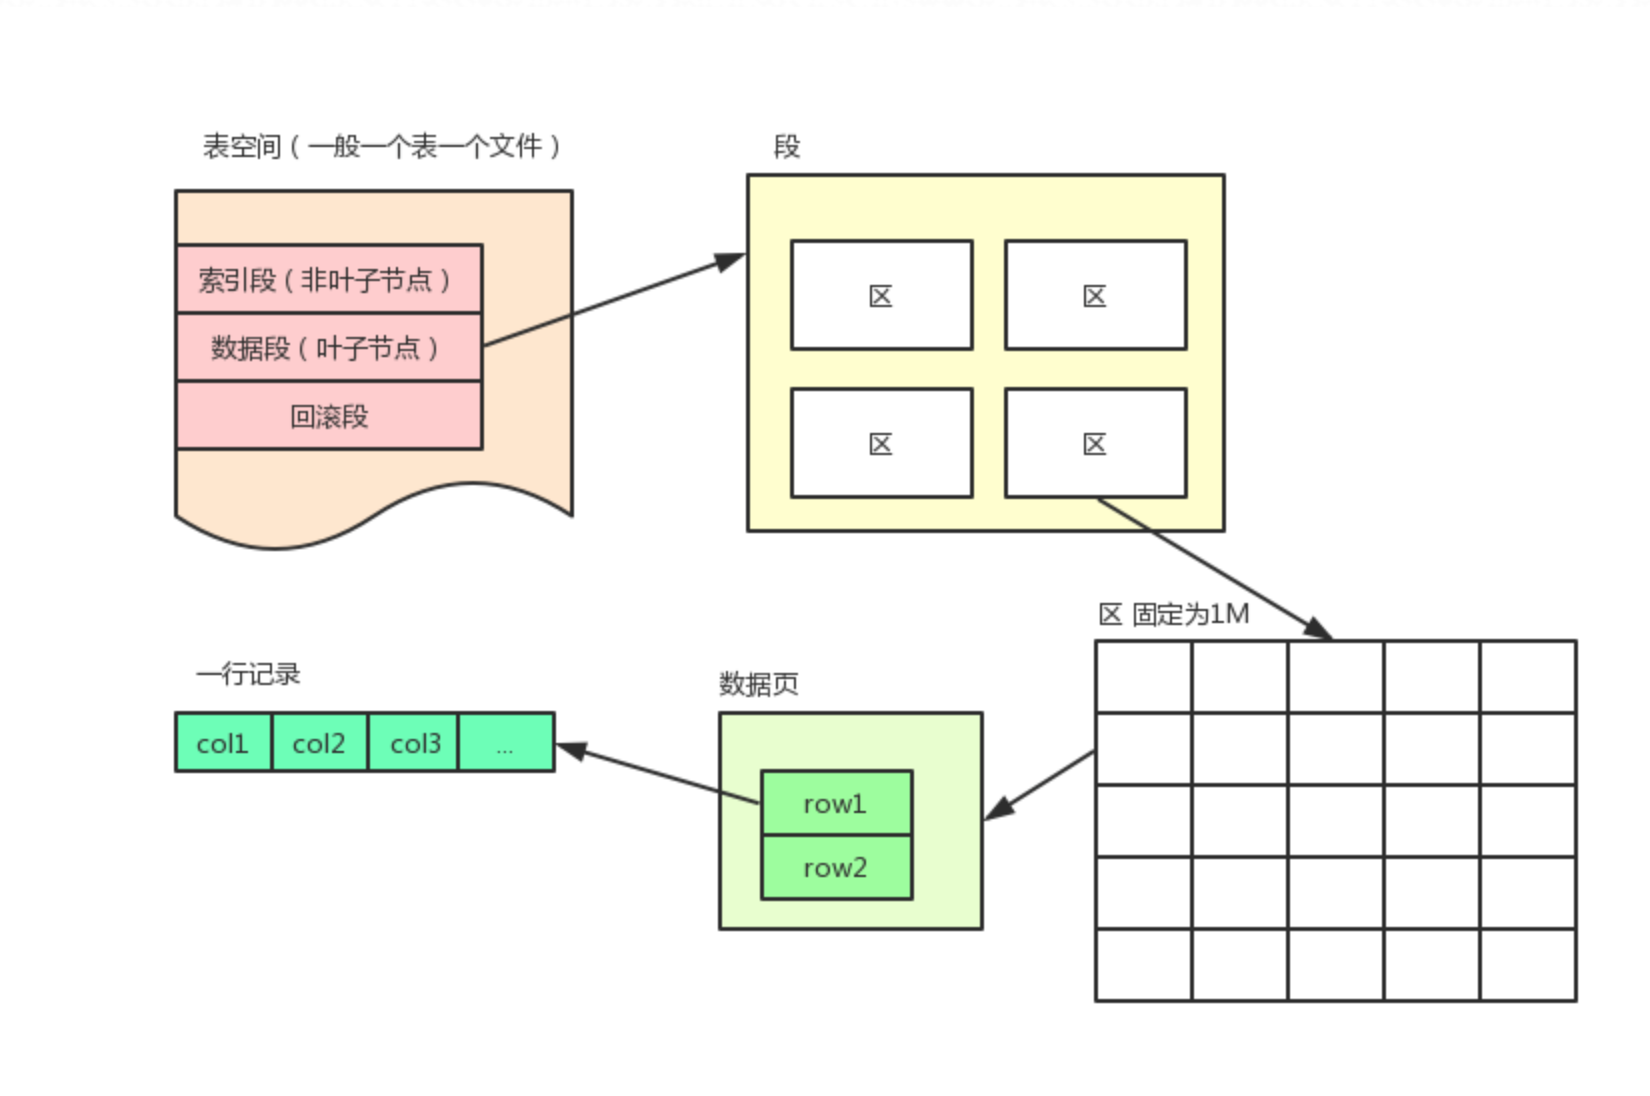 表空间（一般一个表一个文件）
索引段（非叶子节点）
数据段（叶子节点）
回滚段
段
区
区
区
区
区 固定为1M
数据页
row1
row2
一行记录
col1 col2 col3 ...